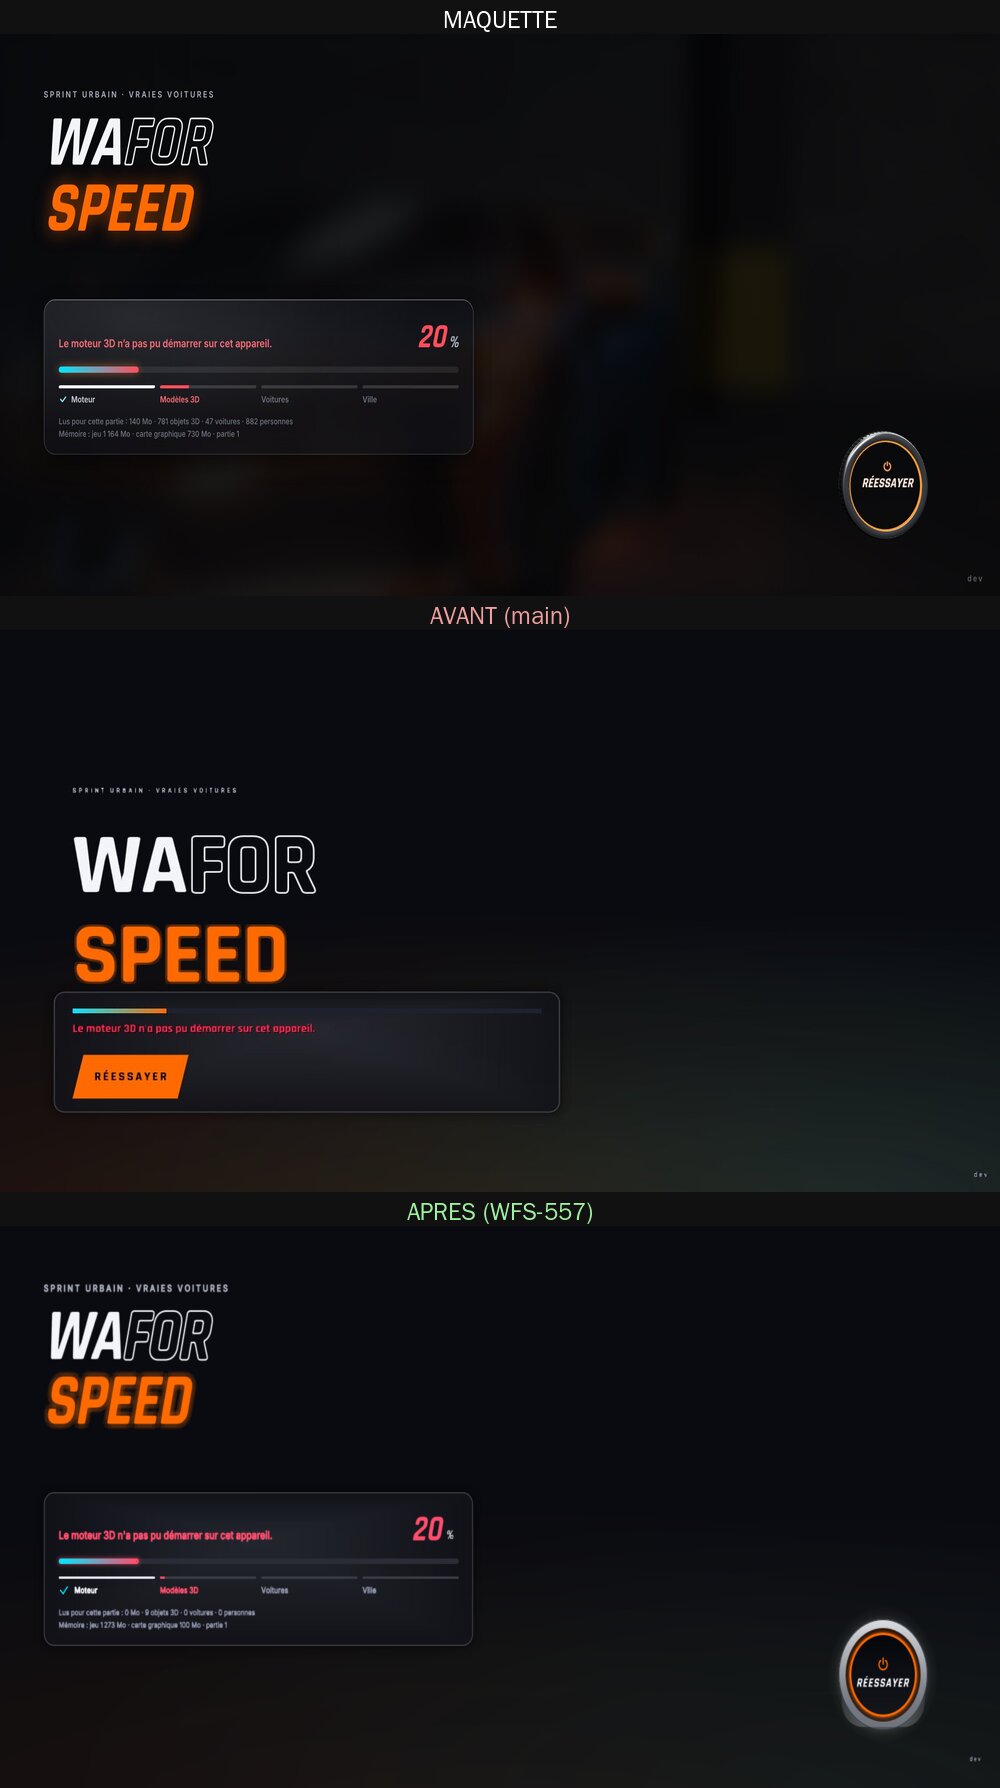 MAQUETTE
SPRINT URBAIN · VRAIES VOITURES
WAFOR
SPEED
Le moteur 3D n'a pas pu démarrer sur cet appareil.
20 %
Moteur Modèles 3D Voitures Ville
Lus pour cette partie : 140 Mo · 781 objets 3D · 47 voitures · 882 personnes
Mémoire : jeu 1 164 Mo · carte graphique 730 Mo · partie 1
RÉESSAYER
dev
AVANT (main)
SPRINT URBAIN · VRAIES VOITURES
WAFOR
SPEED
Le moteur 3D n a pas pu démarrer sur cet appareil.
RÉESSAYER
dev
APRES (WFS-557)
SPRINT URBAIN · VRAIES VOITURES
WAFOR
SPEED
Le moteur 3D n'a pas pu démarrer sur cet appareil.
20 %
Moteur Modèles 3D Voitures Ville
Lus pour cette partie : 0 Mo · 9 objets 3D · 0 voitures · 0 personnes
Mémoire : jeu 1 273 Mo · carte graphique 100 Mo · partie 1
RÉESSAYER
dev